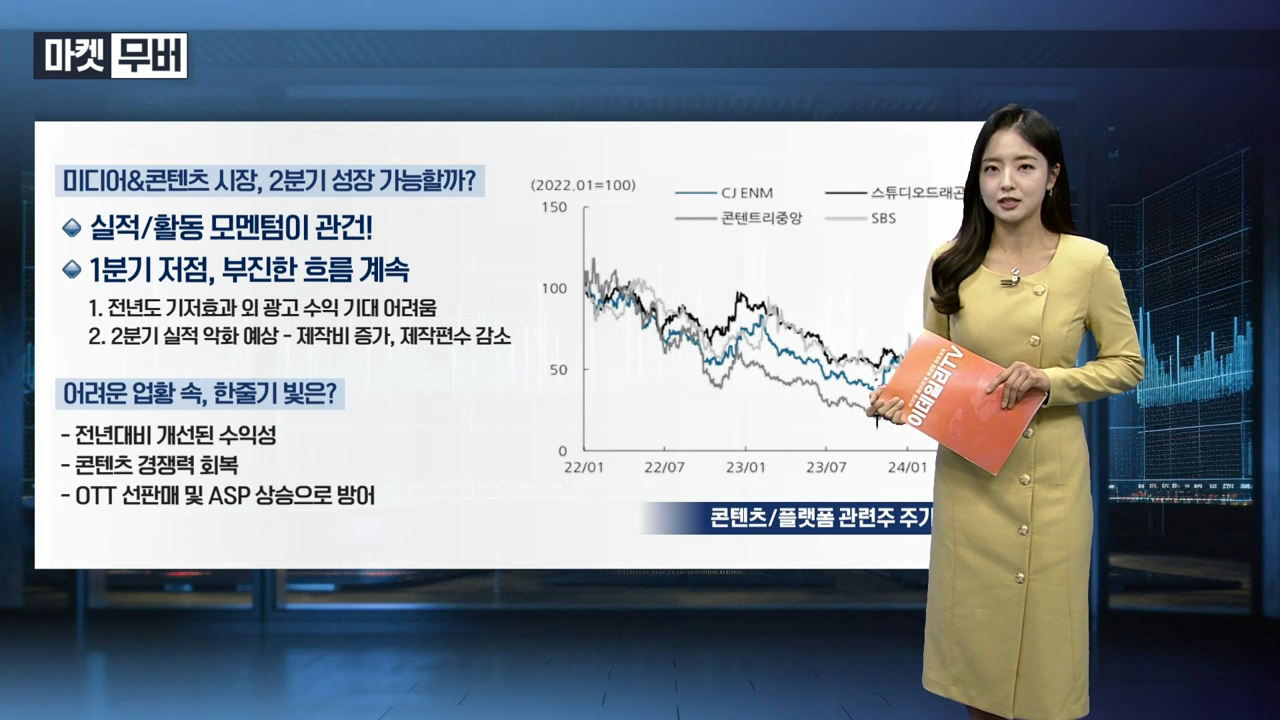 마켓 무버
미디어&콘텐츠 시장, 2분기 성장 가능할까?
실적/활동 모멘텀이 관건!
1분기 저점, 부진한 흐름 계속
1. 전년도 기저효과 외 광고 수익 기대 어려움
2. 2분기 실적 악화 예상 - 제작비 증가, 제작편수 감소
어려운 업황 속, 한줄기 빛은?
- 전년대비 개선된 수익성
- 콘텐츠 경쟁력 회복
- OTT 선판매 및 ASP 상승으로 방어
(2022.01=100)
CJ ENM
스튜디오드래곤
콘텐트리중앙
SBS
150
100
50
0
22/01 22/07 23/01 23/07 24/01
콘텐츠/플랫폼 관련주 주가
이데일리TV